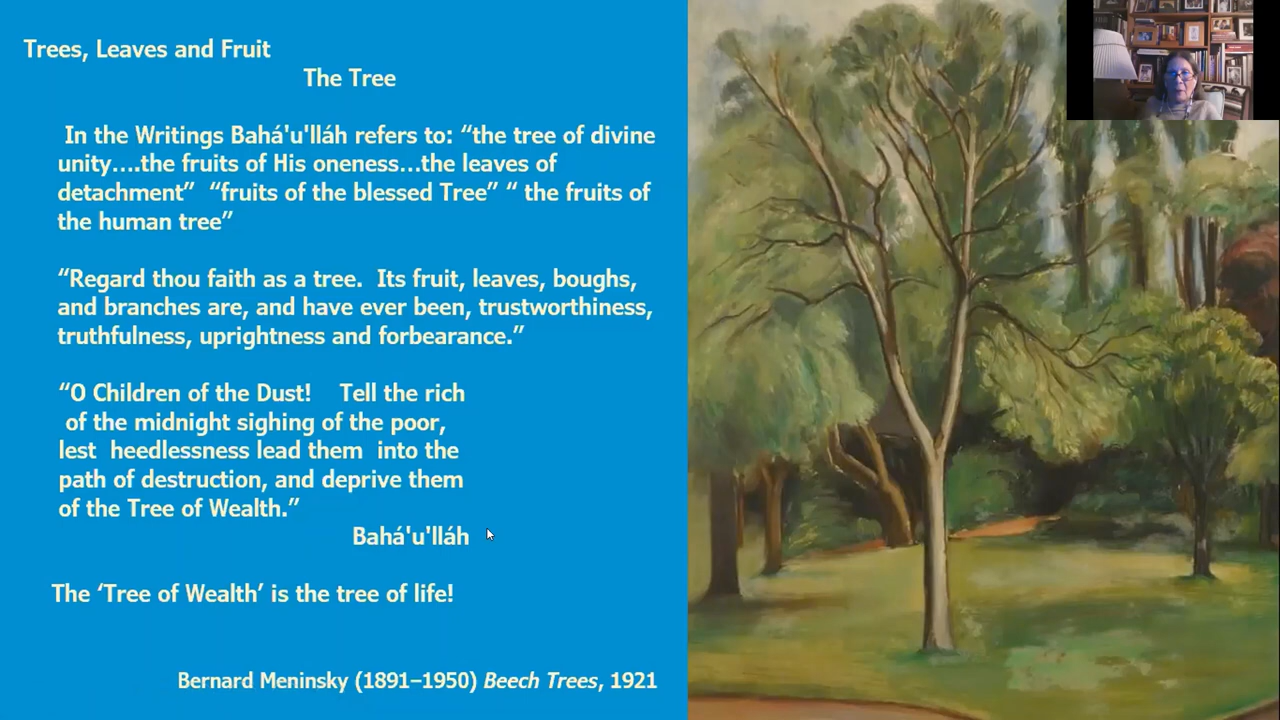 Trees, Leaves and Fruit
The Tree
In the Writings Bahá'u'lláh refers to: “the tree of divine
unity….the fruits of His oneness…the leaves of
detachment”  “fruits of the blessed Tree” “ the fruits of
the human tree”
“Regard thou faith as a tree.  Its fruit, leaves, boughs,
and branches are, and have ever been, trustworthiness,
truthfulness, uprightness and forbearance.”
“O Children of the Dust!    Tell the rich
of the midnight sighing of the poor,
lest  heedlessness lead them  into the
path of destruction, and deprive them
of the Tree of Wealth.”
Bahá'u'lláh
The ‘Tree of Wealth’ is the tree of life!
Bernard Meninsky (1891–1950) Beech Trees, 1921